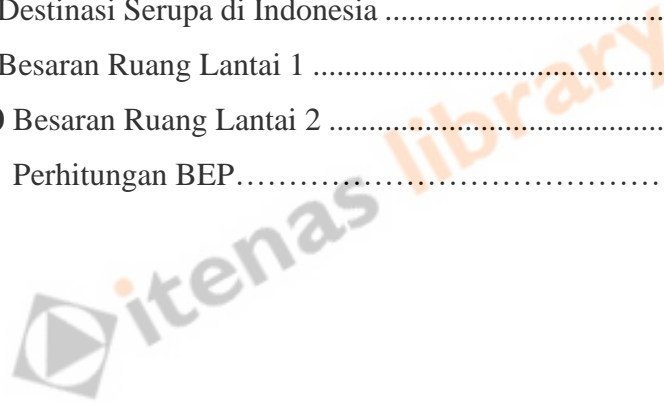 Destinasi Serupa di Indonesia ......................................
Besaran Ruang Lantai 1 ................................................
Besaran Ruang Lantai 2 ..............................................
Perhitungan BEP…………………………………
itenas library